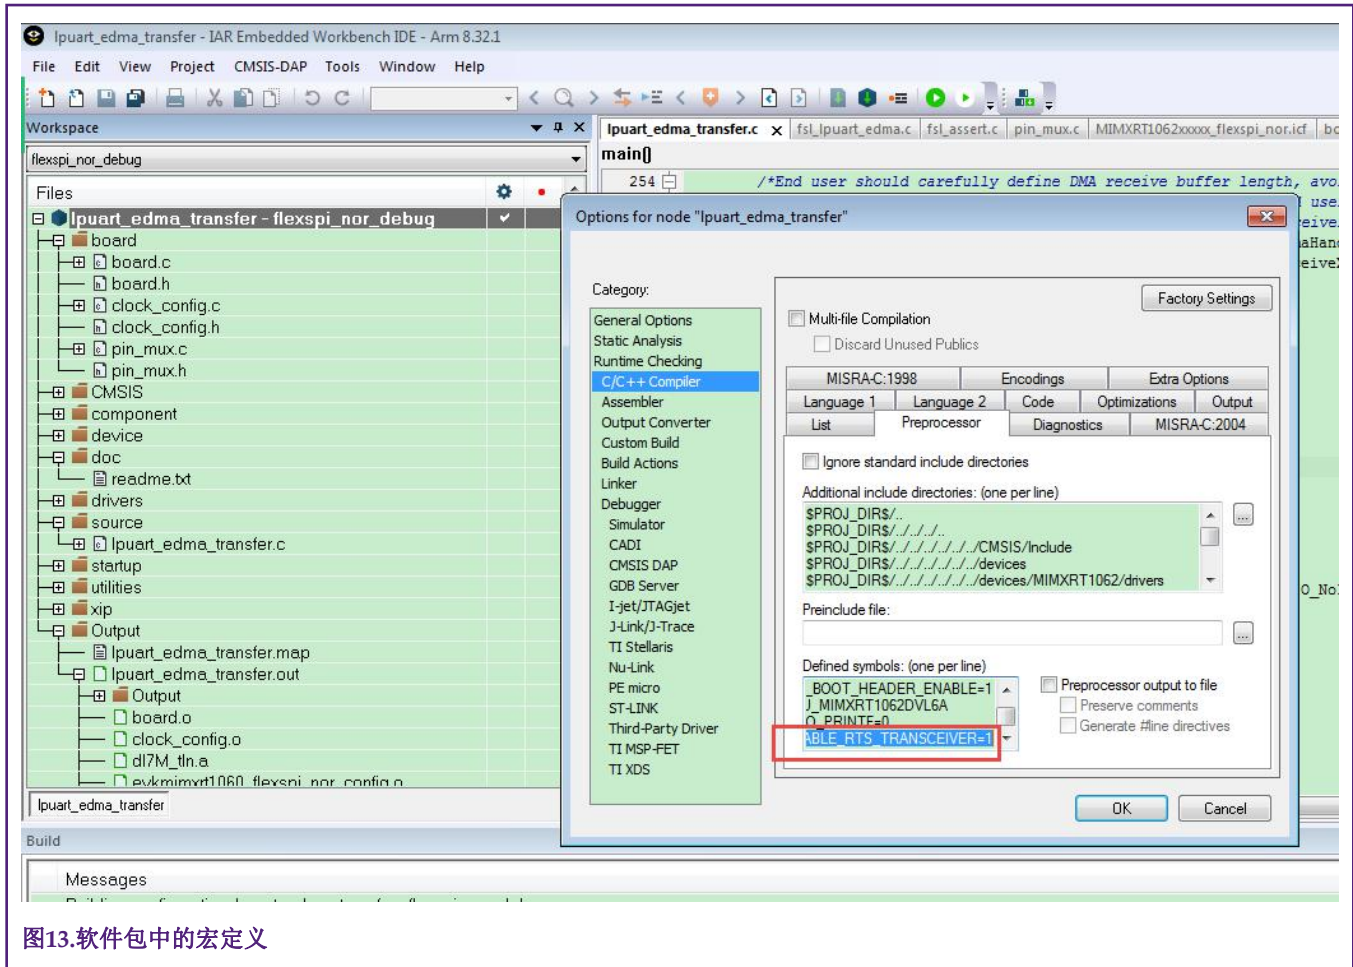 lpuart_edma_transfer - IAR Embedded Workbench IDE - Arm 8.32.1
File Edit View Project CMSIS-DAP Tools Window Help
Workspace
flexspi_nor_debug
Files
lpuart_edma_transfer - flexspi_nor_debug
board
board.c
board.h
clock_config.c
clock_config.h
pin_mux.c
pin_mux.h
CMSIS
component
device
doc
readme.txt
drivers
source
lpuart_edma_transfer.c
startup
utilities
xip
Output
lpuart_edma_transfer.map
lpuart_edma_transfer.out
Output
board.o
clock_config.o
dl7M_tln.a
evkmimxrt1060_flexspi_nor_config.o
lpuart_edma_transfer
lpuart_edma_transfer.c fsl_lpuart_edma.c fsl_assert.c pin_mux.c MIMXRT1062xxxxx_flexspi_nor.icf bo
main()
254 /*End user should carefully define DMA receive buffer length, avo
Options for node "lpuart_edma_transfer"
Category:
General Options
Static Analysis
Runtime Checking
C/C++ Compiler
Assembler
Output Converter
Custom Build
Build Actions
Linker
Debugger
Simulator
CADI
CMSIS DAP
GDB Server
I-jet/JTAGjet
J-Link/J-Trace
TI Stellaris
Nu-Link
PE micro
ST-LINK
Third-Party Driver
TI MSP-FET
TI XDS
Factory Settings
Multi-file Compilation
Discard Unused Publics
MISRA-C:1998 Encodings Extra Options
Language 1 Language 2 Code Optimizations Output
List Preprocessor Diagnostics MISRA-C:2004
Ignore standard include directories
Additional include directories: (one per line)
$PROJ_DIR$/..
$PROJ_DIR$/../../../..
$PROJ_DIR$/../../../../../../CMSIS/Include
$PROJ_DIR$/../../../../../../devices
$PROJ_DIR$/../../../../../../devices/MIMXRT1062/drivers
Preinclude file:
Defined symbols: (one per line)
_BOOT_HEADER_ENABLE=1
J_MIMXRT1062DVL6A
O_PRINTF=0
ABLE_RTS_TRANSCEIVER=1
Preprocessor output to file
Preserve comments
Generate #line directives
OK Cancel
use
eive
aHan
eiveX
O_No
Build
Messages
图13.软件包中的宏定义